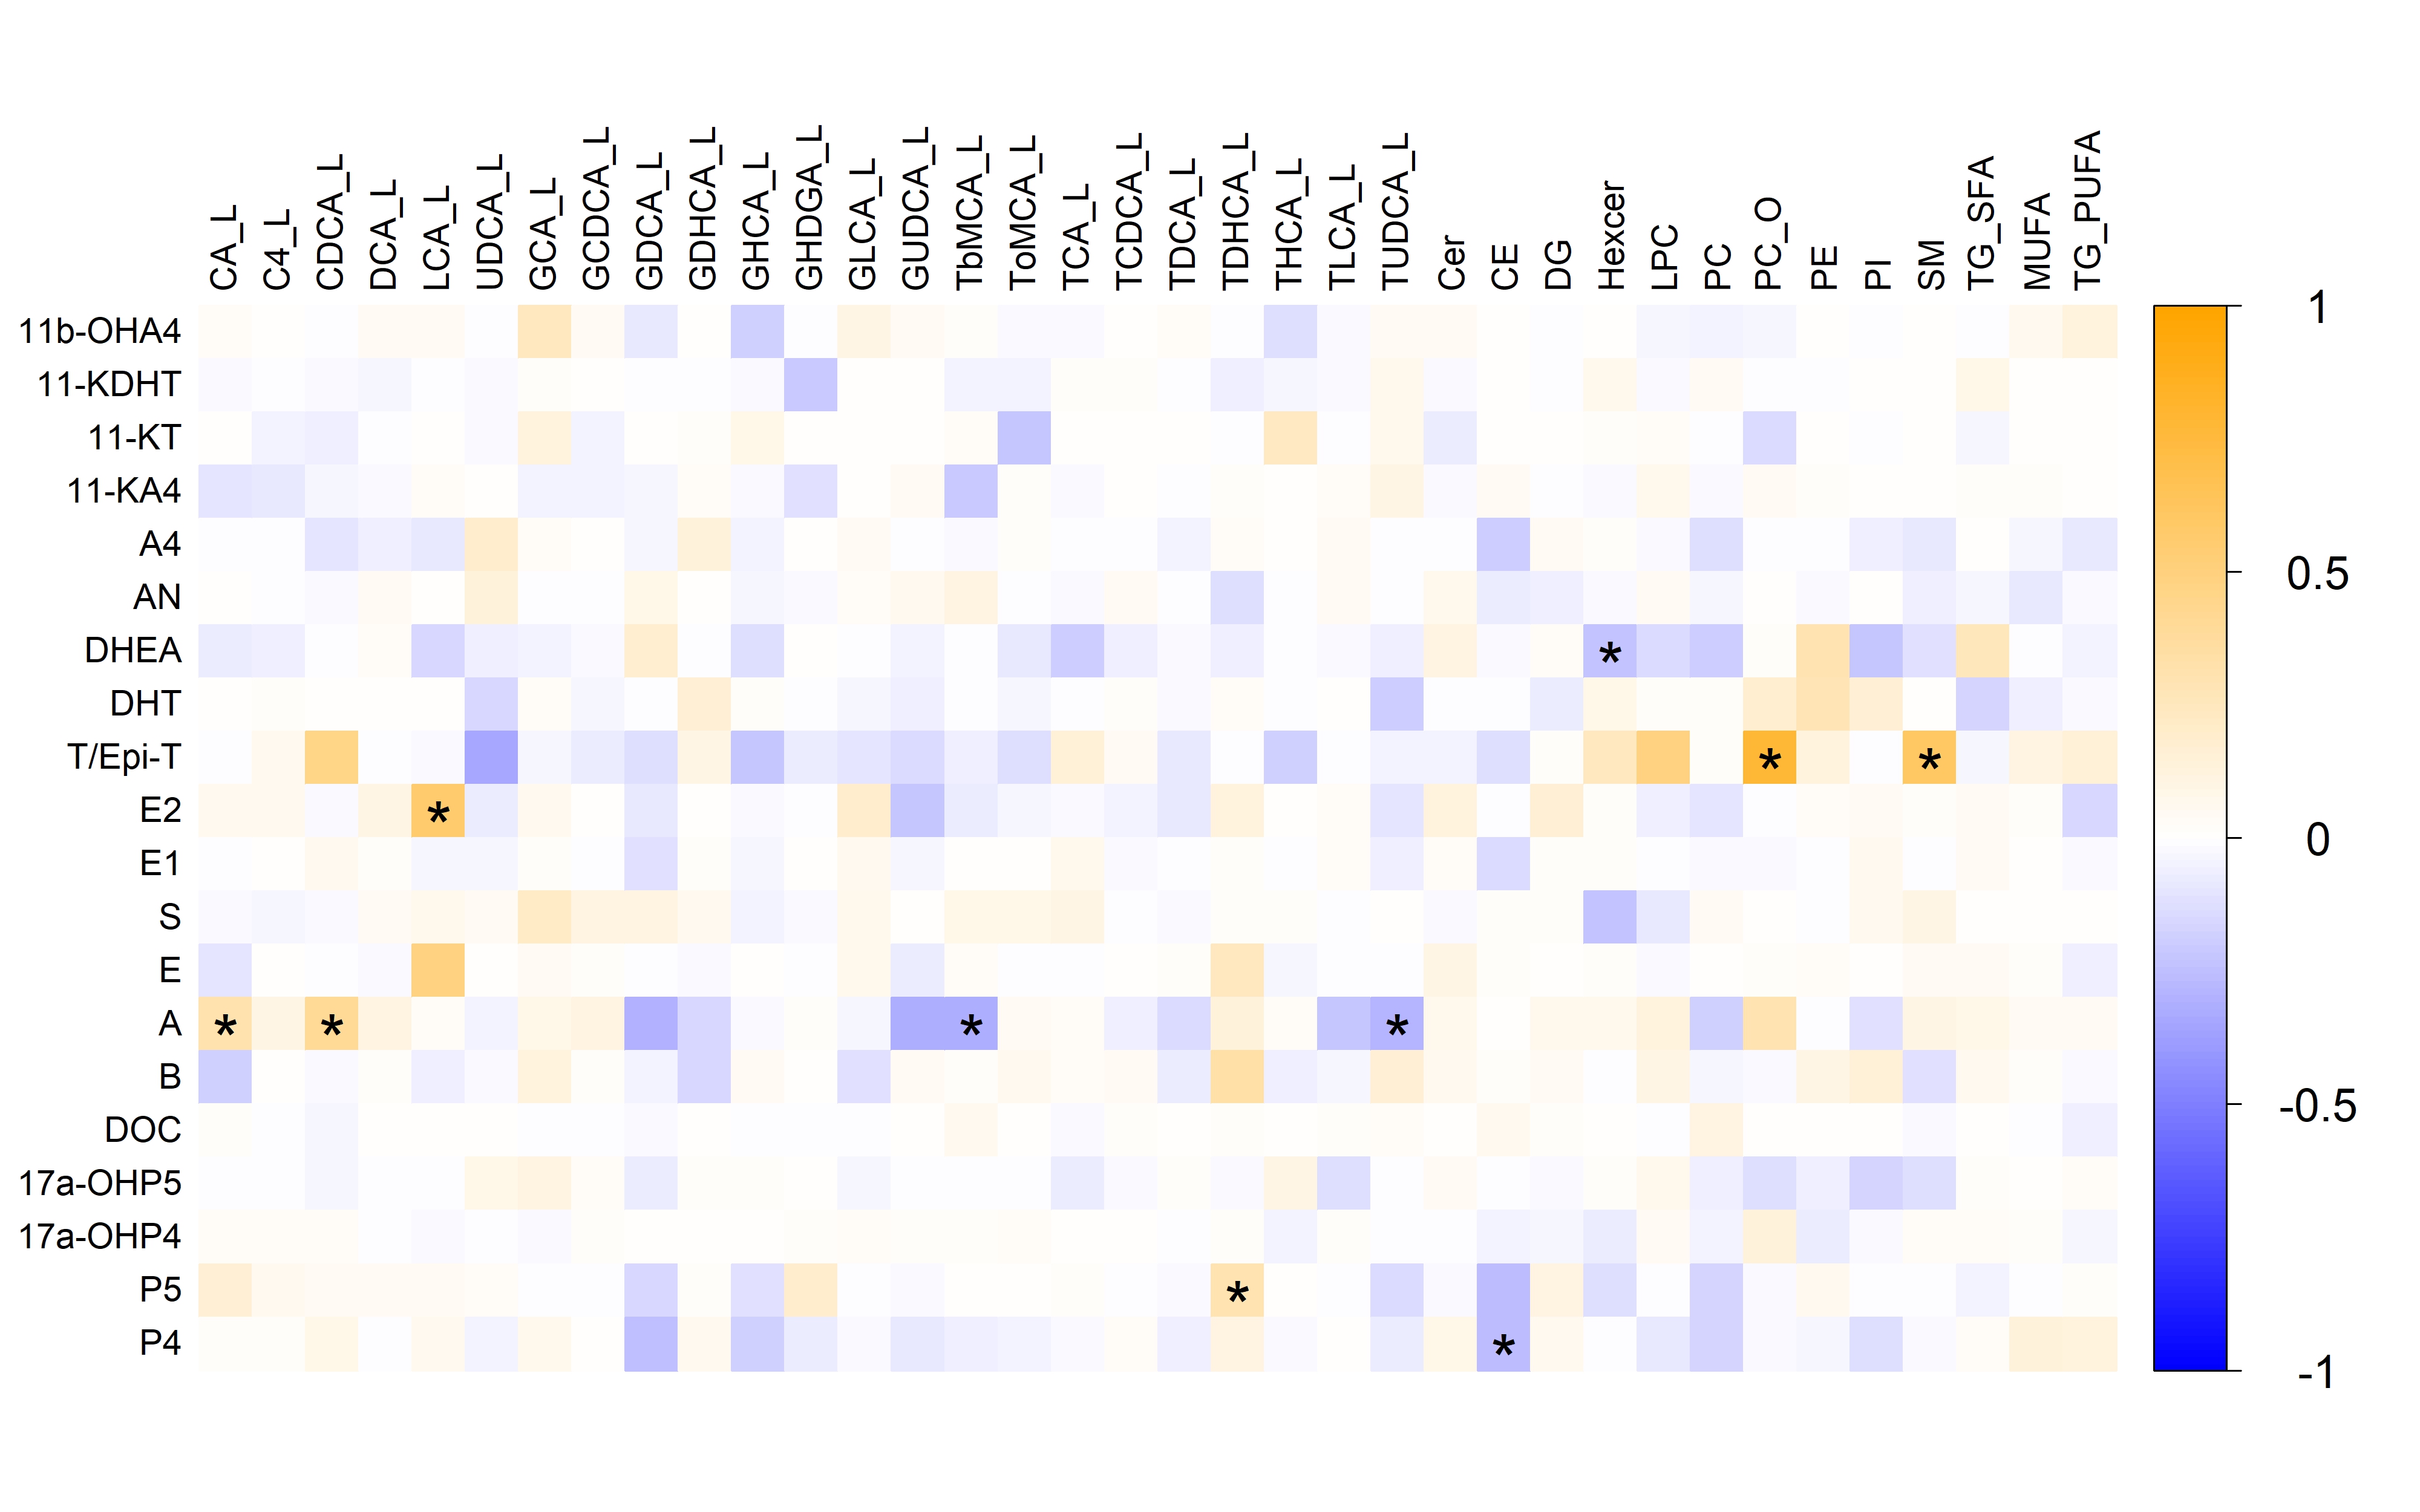 CA_L
C4_L
CDCA_L
DCA_L
LCA_L
UDCA_L
GCA_L
GCDCA_L
GDCA_L
GDHCA_L
GHCA_L
GHDGA_L
GLCA_L
GUDCA_L
TbMCA_L
ToMCA_L
TCA_L
TCDCA_L
TDCA_L
TDHCA_L
THCA_L
TLCA_L
TUDCA_L
Cer
CE
DG
Hexcer
LPC
PC
PC_O
PE
PI
SM
TG_SFA
MUFA
TG_PUFA
11b-OHA4
11-KDHT
11-KT
11-KA4
A4
AN
DHEA *
DHT
T/Epi-T * *
E2 *
E1
S
E
A * * * *
B
DOC
17a-OHP5
17a-OHP4
P5 *
P4 *
1
0.5
0
-0.5
-1